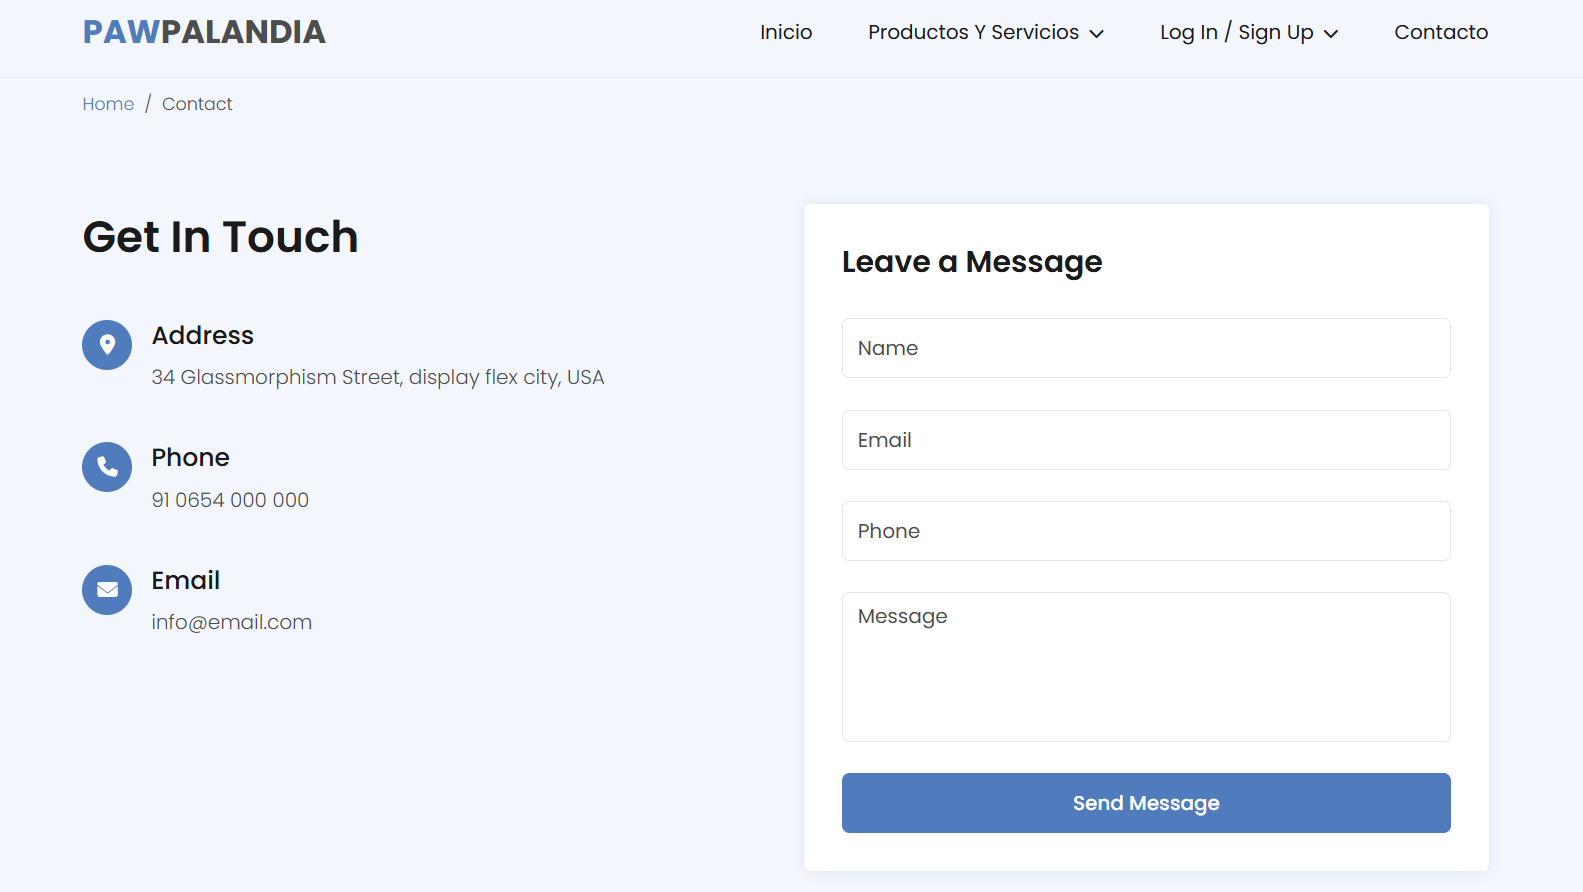 PAWPALANDIA
Inicio
Productos Y Servicios
Log In / Sign Up
Contacto
Home / Contact
Get In Touch
Address
34 Glassmorphism Street, display flex city, USA
Phone
91 0654 000 000
Email
info@email.com
Leave a Message
Name
Email
Phone
Message
Send Message